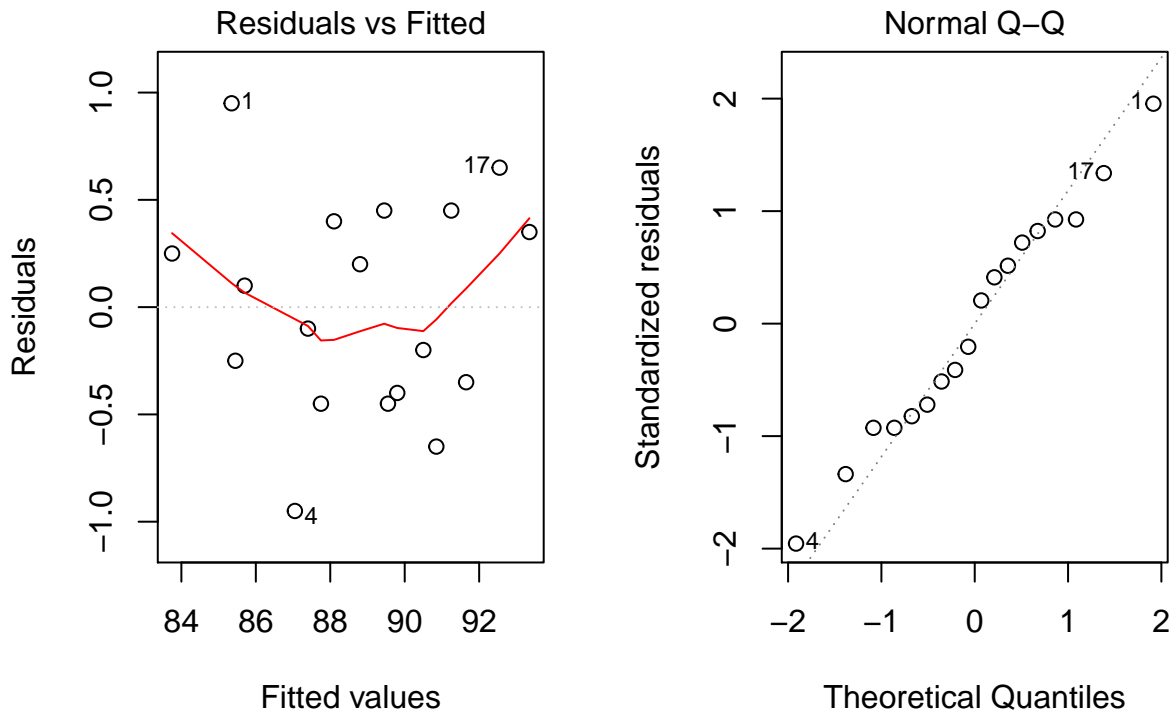 Residuals vs Fitted
1.0
0.5
0.0
−0.5
−1.0
Residuals
1
17
4
84 86 88 90 92
Fitted values
Normal Q−Q
2
1
0
−1
−2
Standardized residuals
1
17
4
−2 −1 0 1 2
Theoretical Quantiles